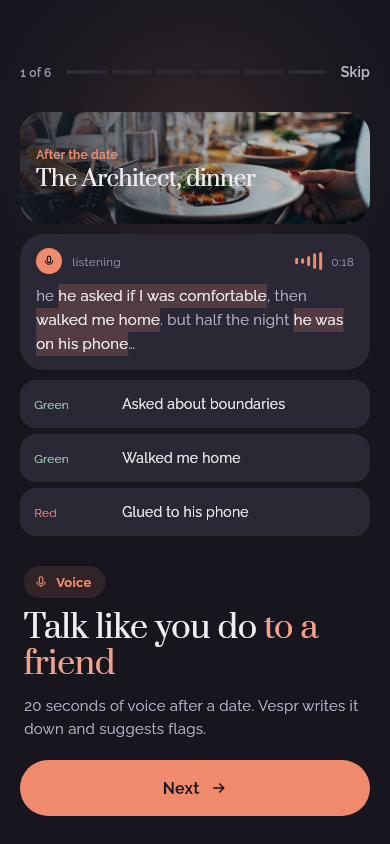 1 of 6
Skip
After the date
The Architect, dinner
listening
0:18
he he asked if I was comfortable, then
walked me home. but half the night he was
on his phone…
Green
Asked about boundaries
Green
Walked me home
Red
Glued to his phone
Voice
Talk like you do to a
friend
20 seconds of voice after a date. Vespr writes it
down and suggests flags.
Next →